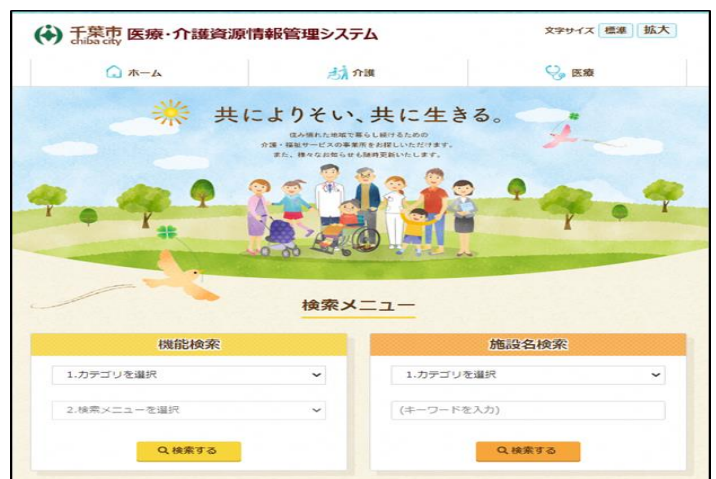 千葉市 医療・介護資源情報管理システム
chiba city
文字サイズ 標準 拡大
ホーム
介護
医療
共によりそい、共に生きる。
住み慣れた地域で暮らし続けるための
介護・福祉サービスの事業所をお探しいただけます。
また、様々なお知らせも随時更新いたします。
検索メニュー
機能検索
1.カテゴリを選択
2.検索メニューを選択
検索する
施設名検索
1.カテゴリを選択
(キーワードを入力)
検索する